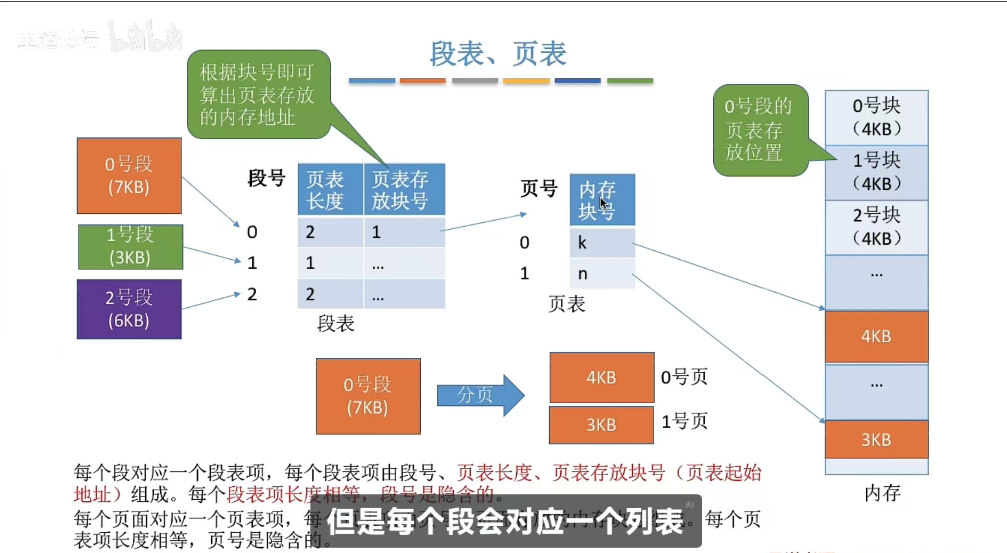 段表、页表
根据块号即可
算出页表存放
的内存地址
0号段的
页表存
放位置
0号段
(7KB)
1号段
(3KB)
2号段
(6KB)
段号
页表
长度
页表存
放块号
0
2
1
1
1
...
2
2
...
段表
页号
内存
块号
0
k
1
n
页表
0号块
（4KB）
1号块
（4KB）
2号块
（4KB）
...
4KB
...
3KB
内存
0号段
(7KB)
分页
4KB
0号页
3KB
1号页
每个段对应一个段表项，每个段表项由段号、页表长度、页表存放块号（页表起始
地址）组成。每个段表项长度相等，段号是隐含的。
每个页面对应一个页表项，每
。每个页
表项长度相等，页号是隐含的。
但是每个段会对应一个列表
AI